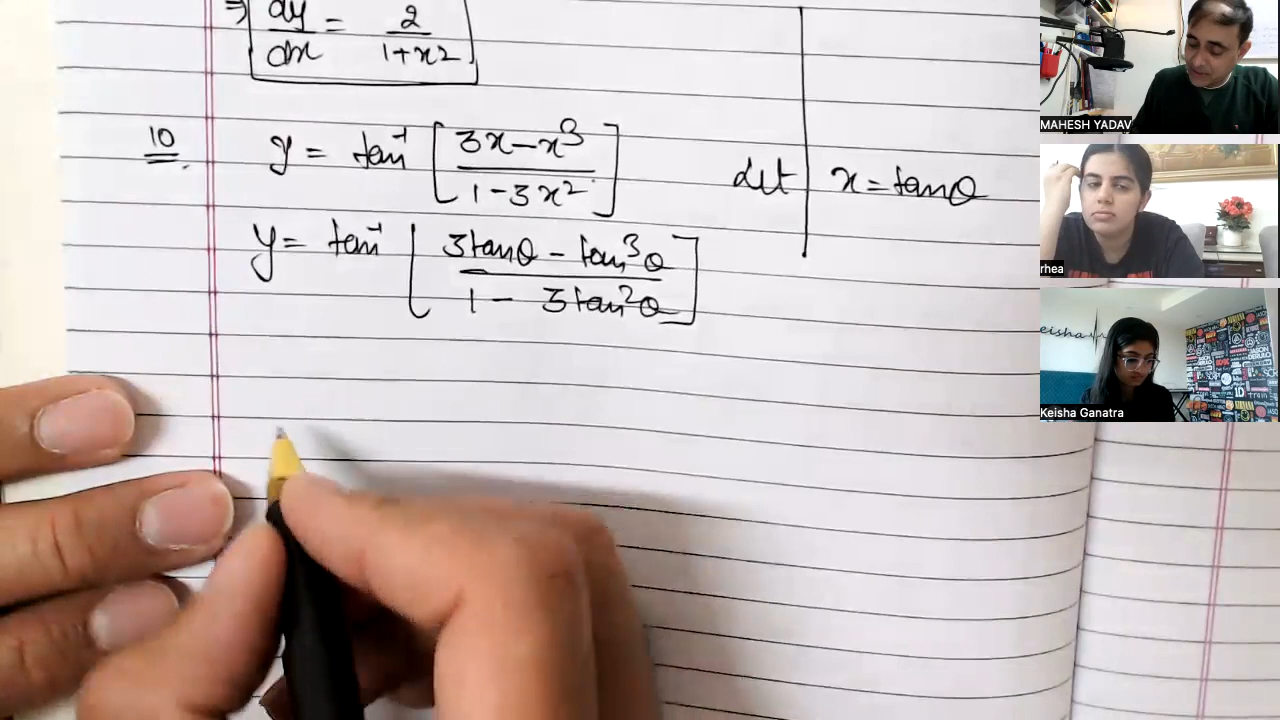 ⇒ dy/dx = 2/1+x2
10.
y = tan⁻¹ [3x-x³/1-3x²]
Let x = tanθ
y = tan⁻¹ [3tanθ - tan³θ/1 - 3tan²θ]
MAHESH YADAV
rhea
eisha
Keisha Ganatra